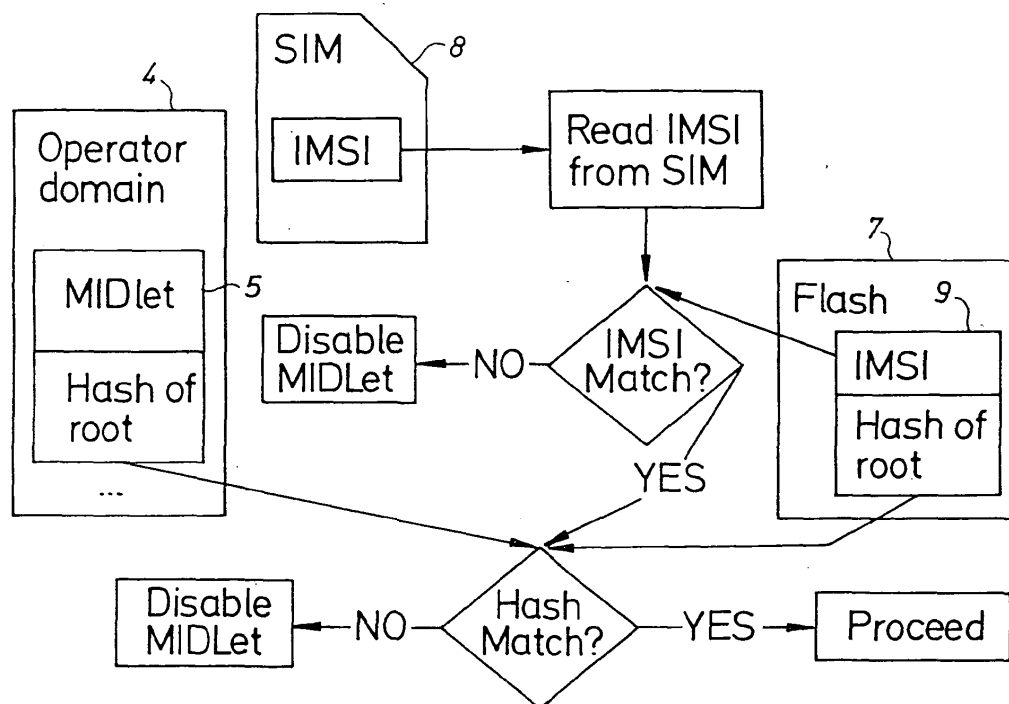 4
Operator
domain
MIDlet
5
Hash of
root
...
SIM
8
IMSI
Read IMSI
from SIM
7
Flash
9
IMSI
Hash of
root
IMSI
Match?
NO
Disable
MIDLet
YES
Hash
Match?
NO
Disable
MIDLet
YES
Proceed